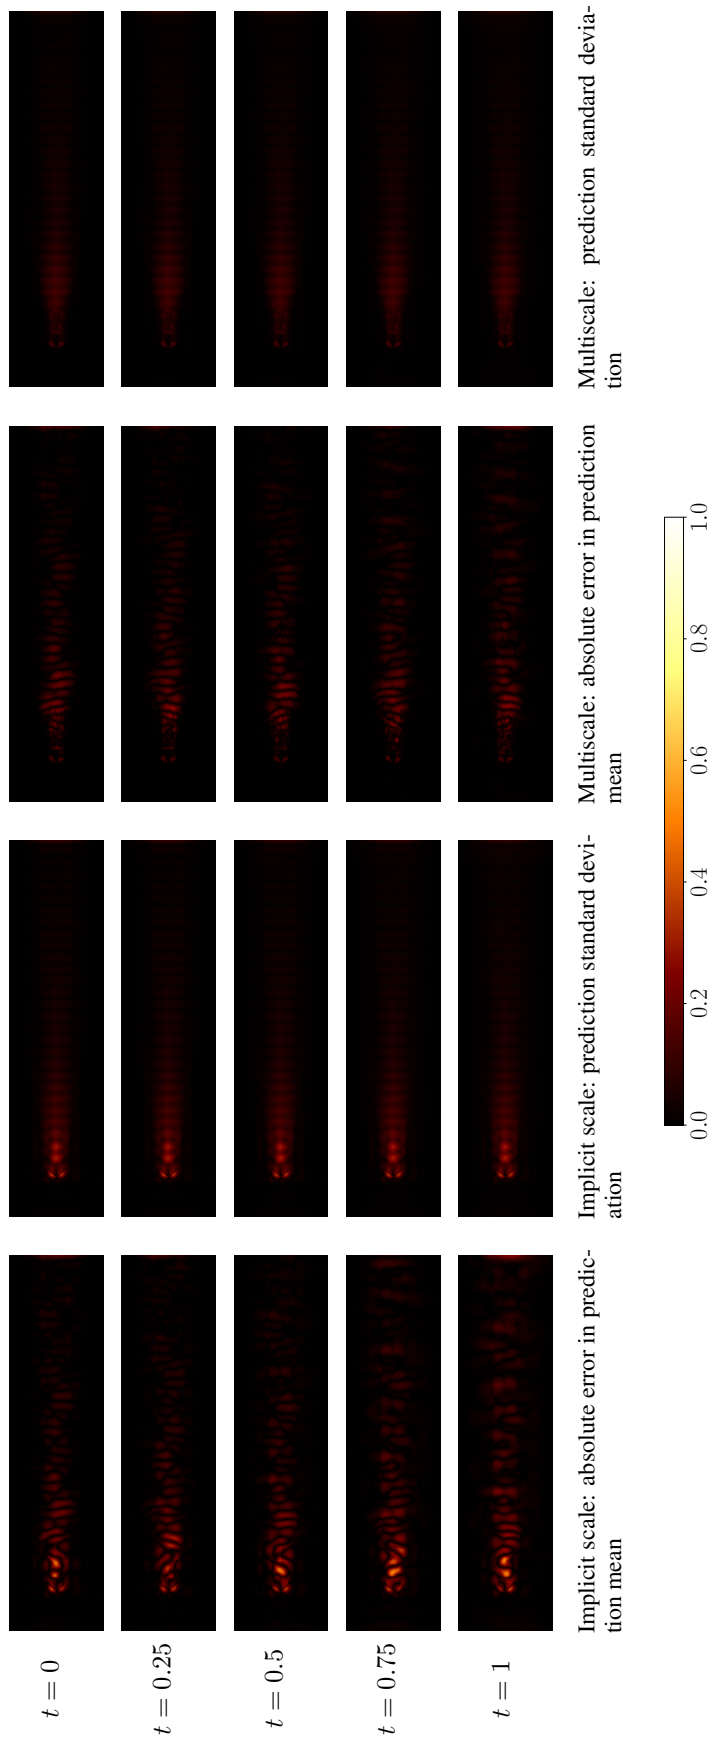 t = 0
t = 0.25
t = 0.5
t = 0.75
t = 1
Implicit scale: absolute error in predic-
tion mean
Implicit scale: prediction standard devi-
ation
Multiscale: absolute error in prediction
mean
Multiscale: prediction standard devia-
tion
0.0 0.2 0.4 0.6 0.8 1.0